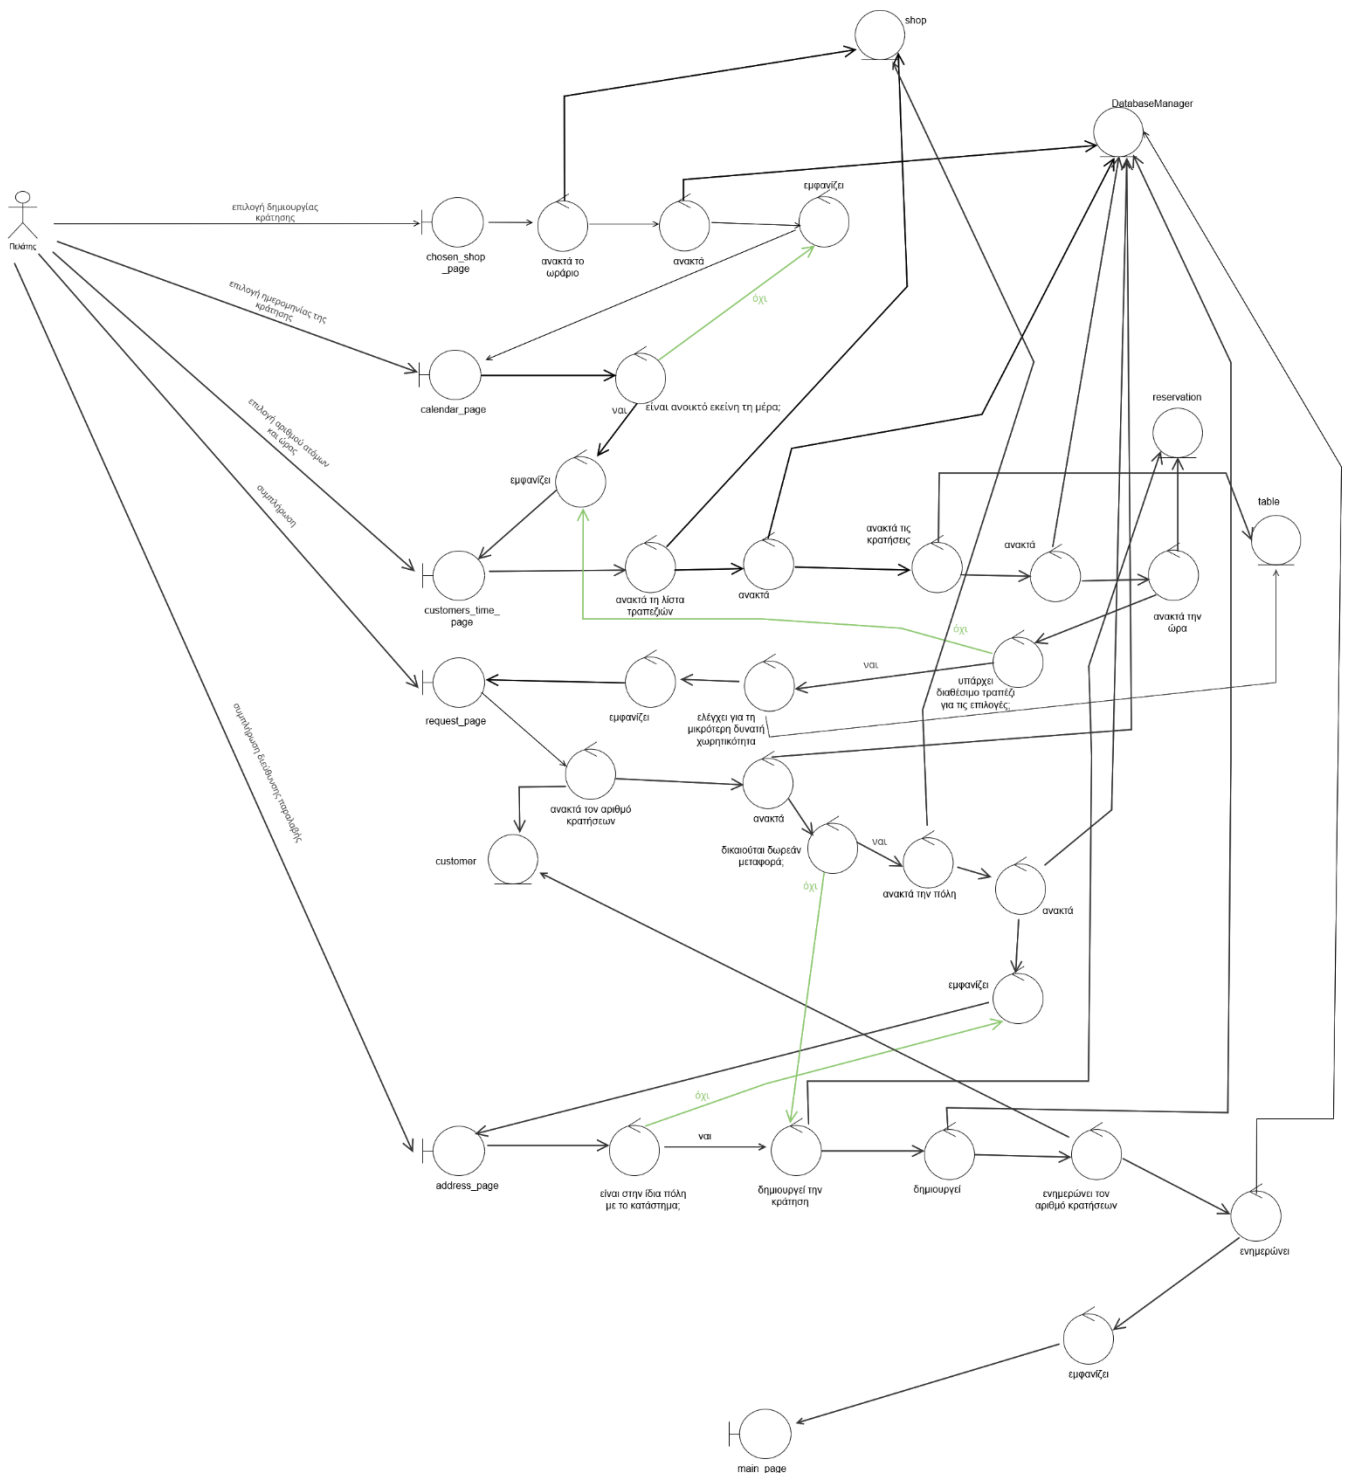 shop
DatabaseManager
εμφανίζει
επιλογή δημιουργίας
κράτησης
Πελάτης
chosen_shop
_page
ανακτά το
ωράριο
ανακτά
επιλογή ημερομηνίας της
κράτησης
όχι
calendar_page
ναι
είναι ανοικτό εκείνη τη μέρα;
reservation
επιλογή αριθμού ατόμων
και ώρας
εμφανίζει
συμπλήρωση
table
ανακτά τις
κρατήσεις
ανακτά
customers_time_
page
ανακτά τη λίστα
τραπεζιών
ανακτά
ανακτά την
ώρα
όχι
ναι
υπάρχει
διαθέσιμο τραπέζι
για τις επιλογές;
request_page
εμφανίζει
ελέγχει για τη
μικρότερη δυνατή
χωρητικότητα
συμπλήρωση διεύθυνσης παραλαβής
ανακτά τον αριθμό
κρατήσεων
ανακτά
customer
δικαιούται δωρεάν
μεταφορά;
ναι
όχι
ανακτά την πόλη
ανακτά
εμφανίζει
όχι
ναι
address_page
είναι στην ίδια πόλη
με το κατάστημα;
δημιουργεί την
κράτηση
δημιουργεί
ενημερώνει τον
αριθμό κρατήσεων
ενημερώνει
εμφανίζει
main_page